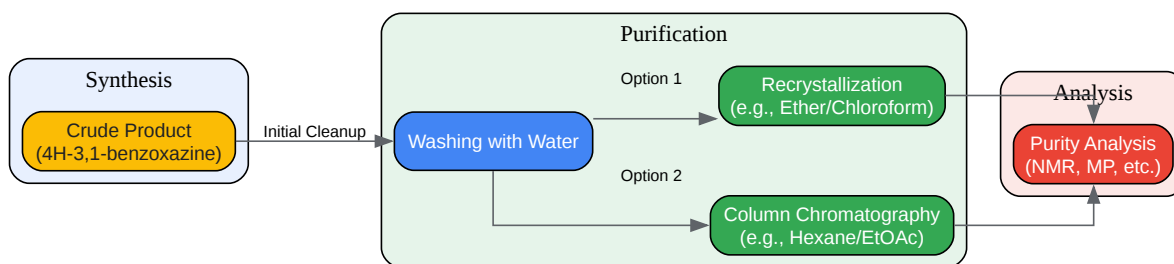 Synthesis
Crude Product
(4H-3,1-benzoxazine)
Initial Cleanup
Purification
Washing with Water
Option 1
Recrystallization
(e.g., Ether/Chloroform)
Option 2
Column Chromatography
(e.g., Hexane/EtOAc)
Analysis
Purity Analysis
(NMR, MP, etc.)